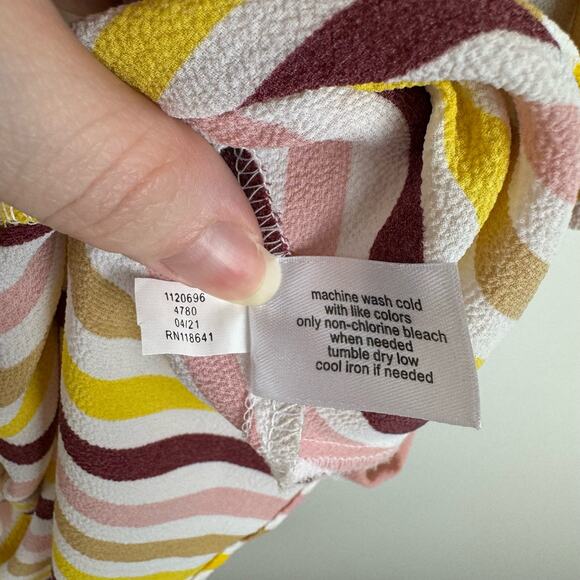 1120696
4780
04/21
RN118641
machine wash cold
with like colors
only non-chlorine bleach
when needed
tumble dry low
cool iron if needed